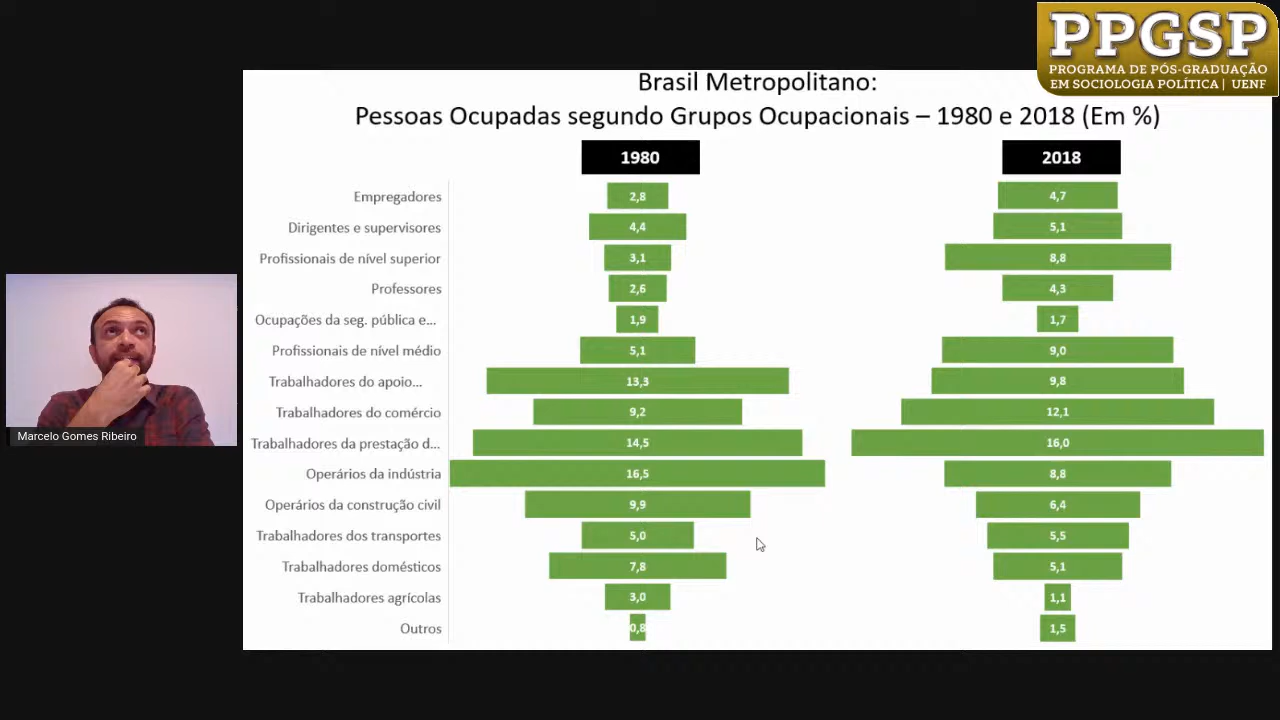 PPGSP
PROGRAMA DE PÓS-GRADUAÇÃO
EM SOCIOLOGIA POLÍTICA | UENF
Brasil Metropolitano:
Pessoas Ocupadas segundo Grupos Ocupacionais – 1980 e 2018 (Em %)
1980 2018
Empregadores 2,8 4,7
Dirigentes e supervisores 4,4 5,1
Profissionais de nível superior 3,1 8,8
Professores 2,6 4,3
Ocupações da seg. pública e... 1,9 1,7
Profissionais de nível médio 5,1 9,0
Trabalhadores do apoio... 13,3 9,8
Trabalhadores do comércio 9,2 12,1
Trabalhadores da prestação d... 14,5 16,0
Operários da indústria 16,5 8,8
Operários da construção civil 9,9 6,4
Trabalhadores dos transportes 5,0 5,5
Trabalhadores domésticos 7,8 5,1
Trabalhadores agrícolas 3,0 1,1
Outros 0,8 1,5
Marcelo Gomes Ribeiro